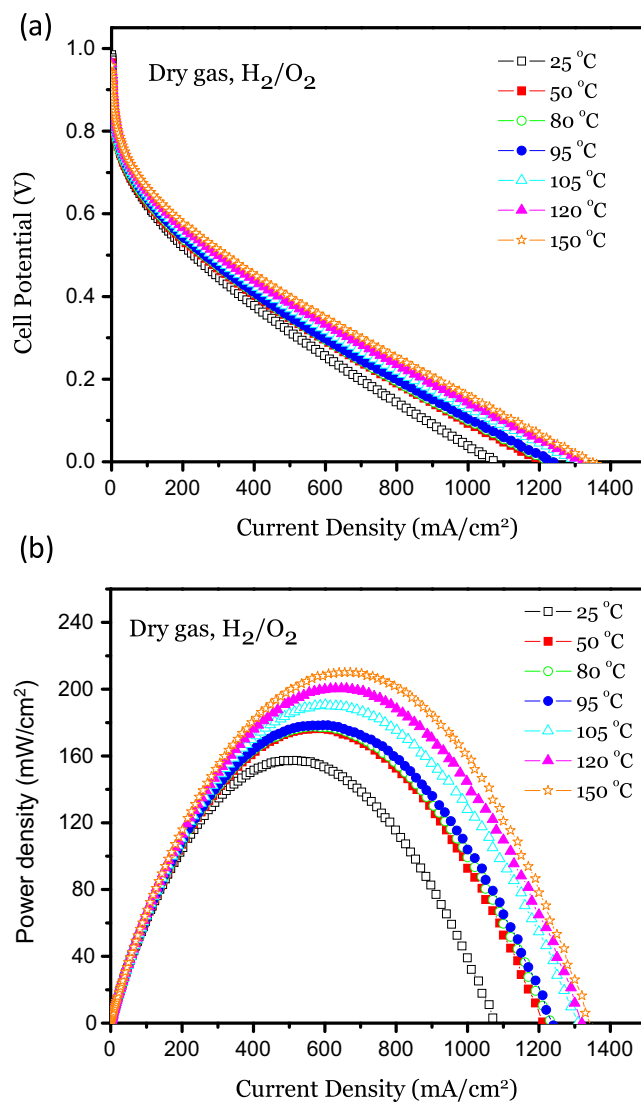 (a)
Dry gas, H₂/O₂
25 °C
50 °C
80 °C
95 °C
105 °C
120 °C
150 °C
Cell Potential (V)
1.0
0.8
0.6
0.4
0.2
0.0
0 200 400 600 800 1000 1200 1400
Current Density (mA/cm²)
(b)
Dry gas, H₂/O₂
25 °C
50 °C
80 °C
95 °C
105 °C
120 °C
150 °C
Power density (mW/cm²)
240
200
160
120
80
40
0
0 200 400 600 800 1000 1200 1400
Current Density (mA/cm²)